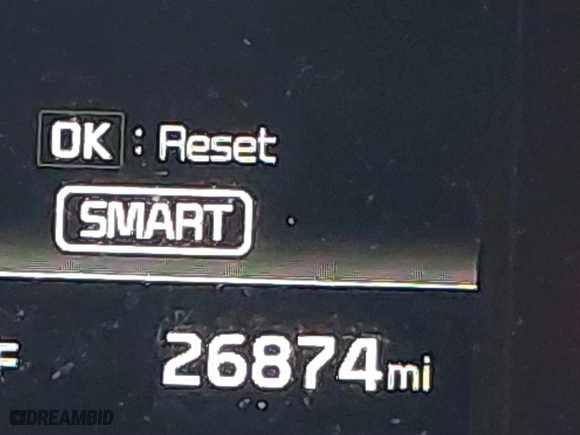 OK : Reset
SMART
F 26874mi
DREAMBID